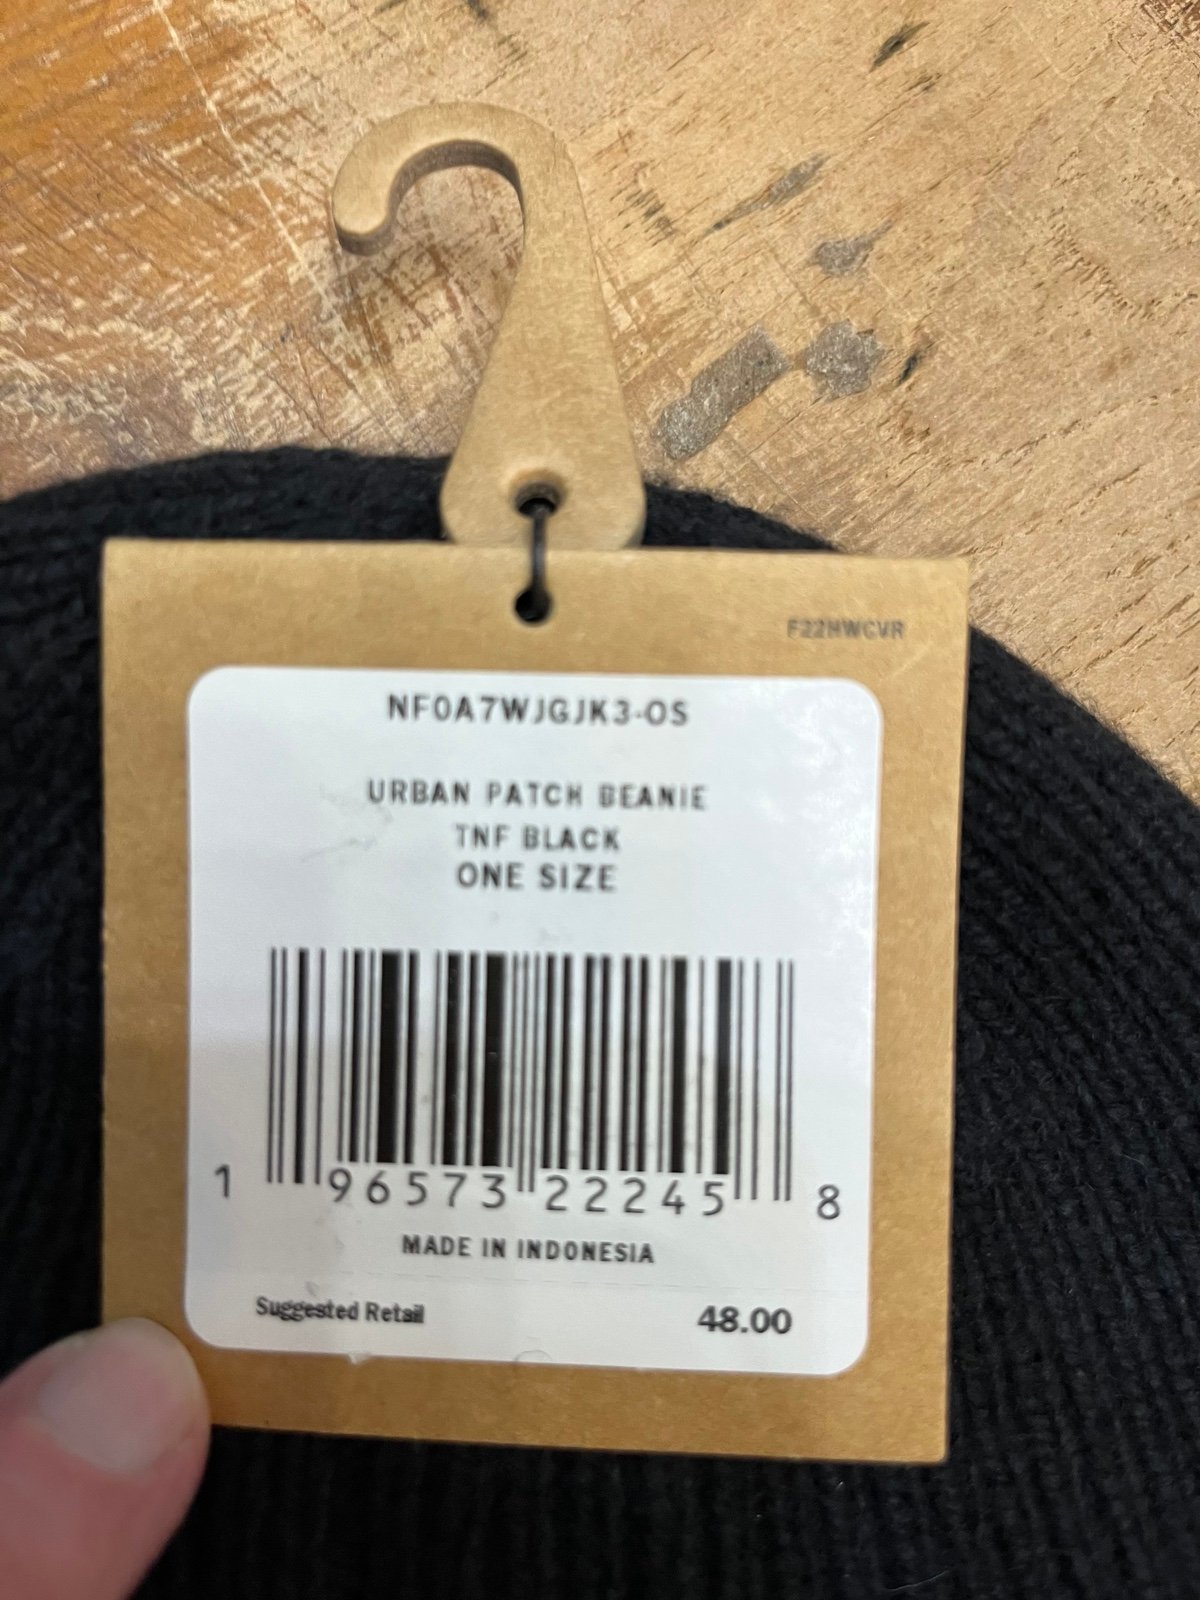 F22HWCVR
NF0A7WJGJK3-OS
URBAN PATCH BEANIE
TNF BLACK
ONE SIZE
1 96573 22245 8
MADE IN INDONESIA
Suggested Retail 48.00